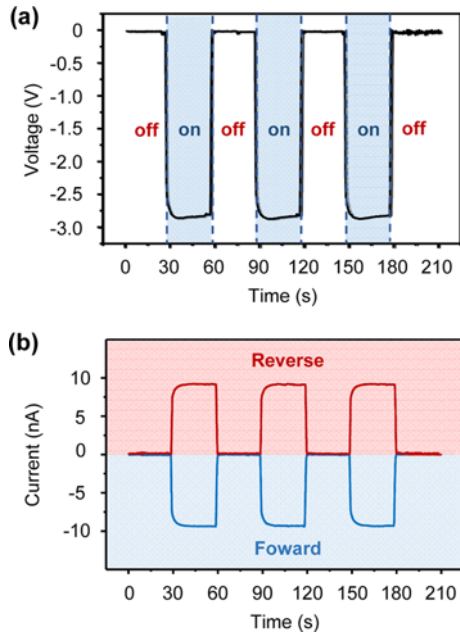 (a)
0
-0.5
-1.0
-1.5
-2.0
-2.5
-3.0
Voltage (V)
off on off on off on off
0 30 60 90 120 150 180 210
Time (s)
(b)
10
5
0
-5
-10
Current (nA)
Reverse
Foward
0 30 60 90 120 150 180 210
Time (s)